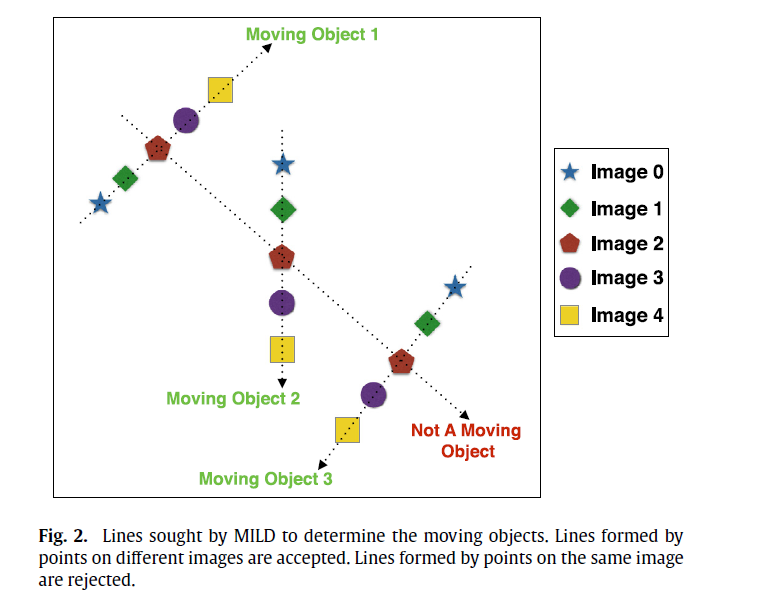 Moving Object 1
Image 0
Image 1
Image 2
Image 3
Image 4
Moving Object 2
Not A Moving
Object
Moving Object 3
Fig. 2. Lines sought by MILD to determine the moving objects. Lines formed by
points on different images are accepted. Lines formed by points on the same image
are rejected.